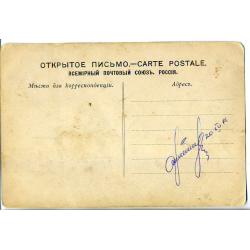 ОТКРЫТОЕ ПИСЬМО.—CARTE POSTALE.
ВСЕМІРНЫЙ ПОЧТОВЫЙ СОЮЗЪ. РОССІЯ.
Мѣсто для корреспонденціи.
Адресъ.